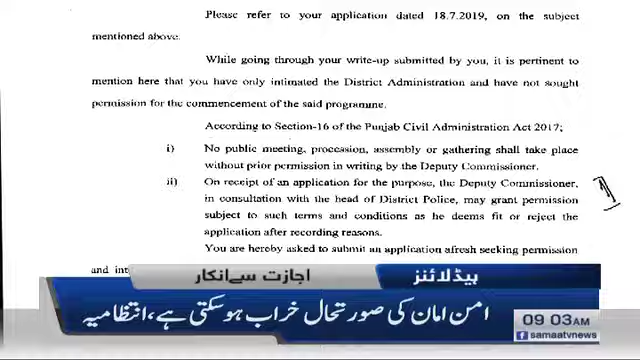 Please refer to your application dated 18.7.2019, on the subject
mentioned above.
While going through your write-up submitted by you, it is pertinent to
mention here that you have only intimated the District Administration and have not sought
permission for the commencement of the said programme.
According to Section-16 of the Punjab Civil Administration Act 2017;
i) No public meeting, procession, assembly or gathering shall take place
without prior permission in writing by the Deputy Commissioner.
ii) On receipt of an application for the purpose, the Deputy Commissioner,
in consultation with the head of District Police, may grant permission
subject to such terms and conditions as he deems fit or reject the
application after recording reasons.
You are hereby asked to submit an application afresh seeking permission
and
ہیڈلائنز
اجازت سے انکار
امن امان کی صورتحال خراب ہوسکتی ہے، انتظامیہ
09 03AM
samaatvnews